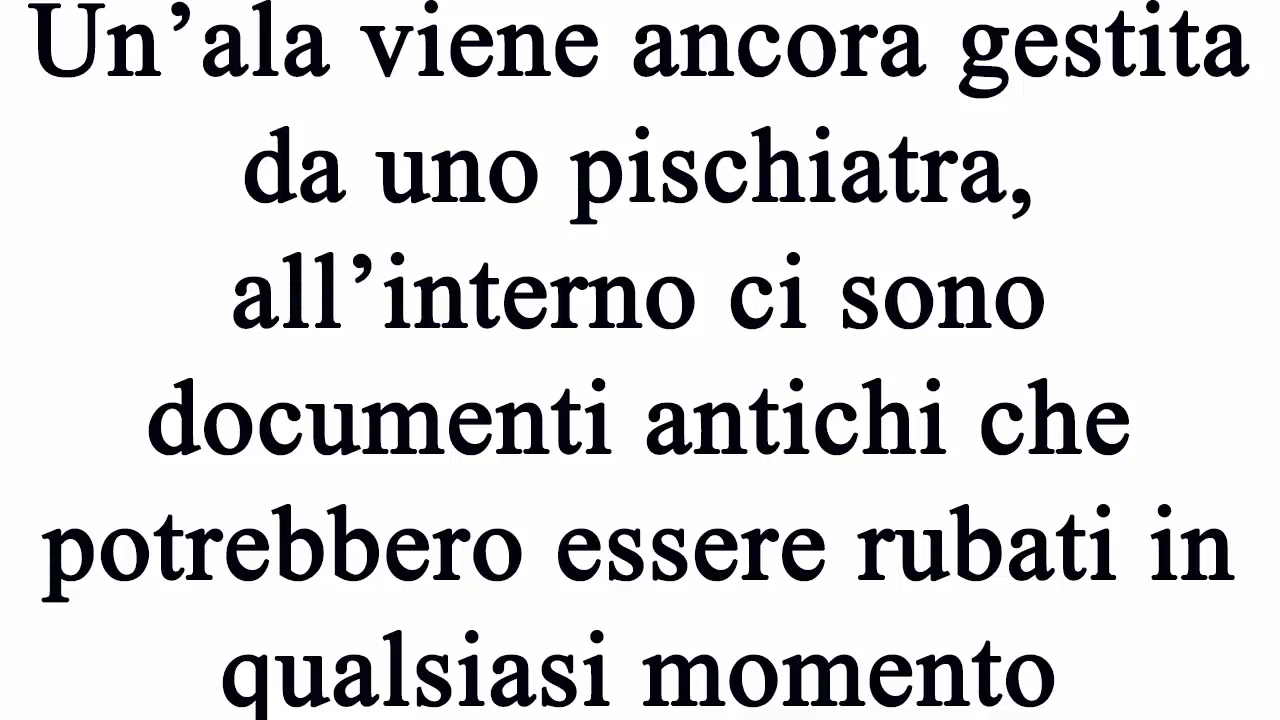 Un’ala viene ancora gestita
da uno pischiatra,
all’interno ci sono
documenti antichi che
potrebbero essere rubati in
qualsiasi momento